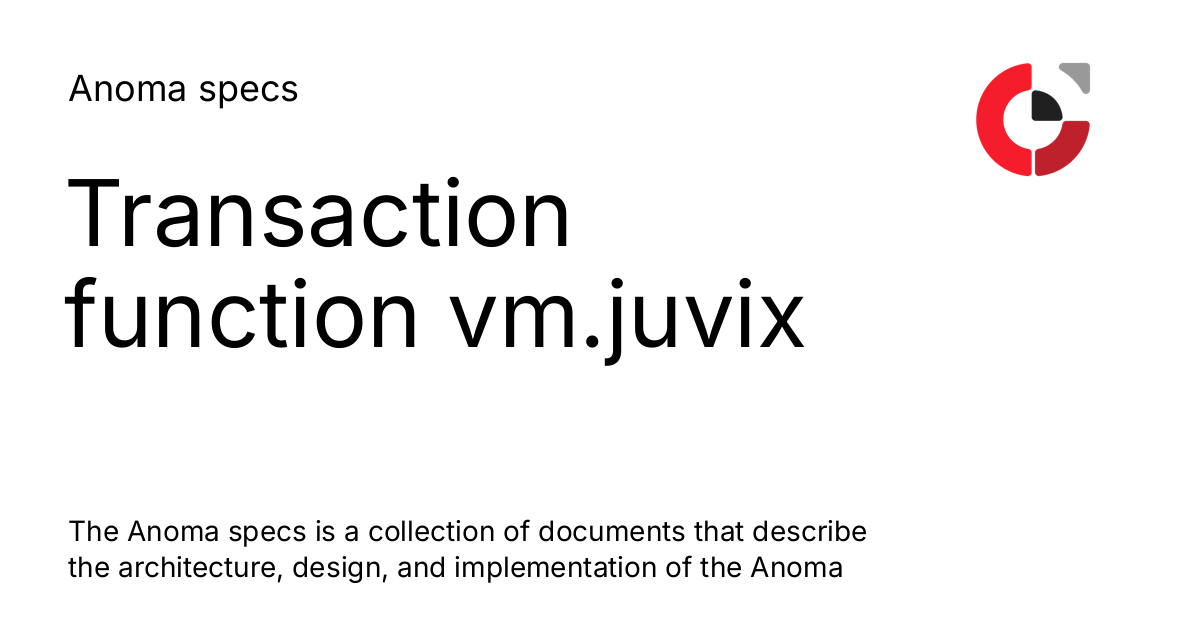 Anoma specs
Transaction
function vm.juvix
The Anoma specs is a collection of documents that describe
the architecture, design, and implementation of the Anoma